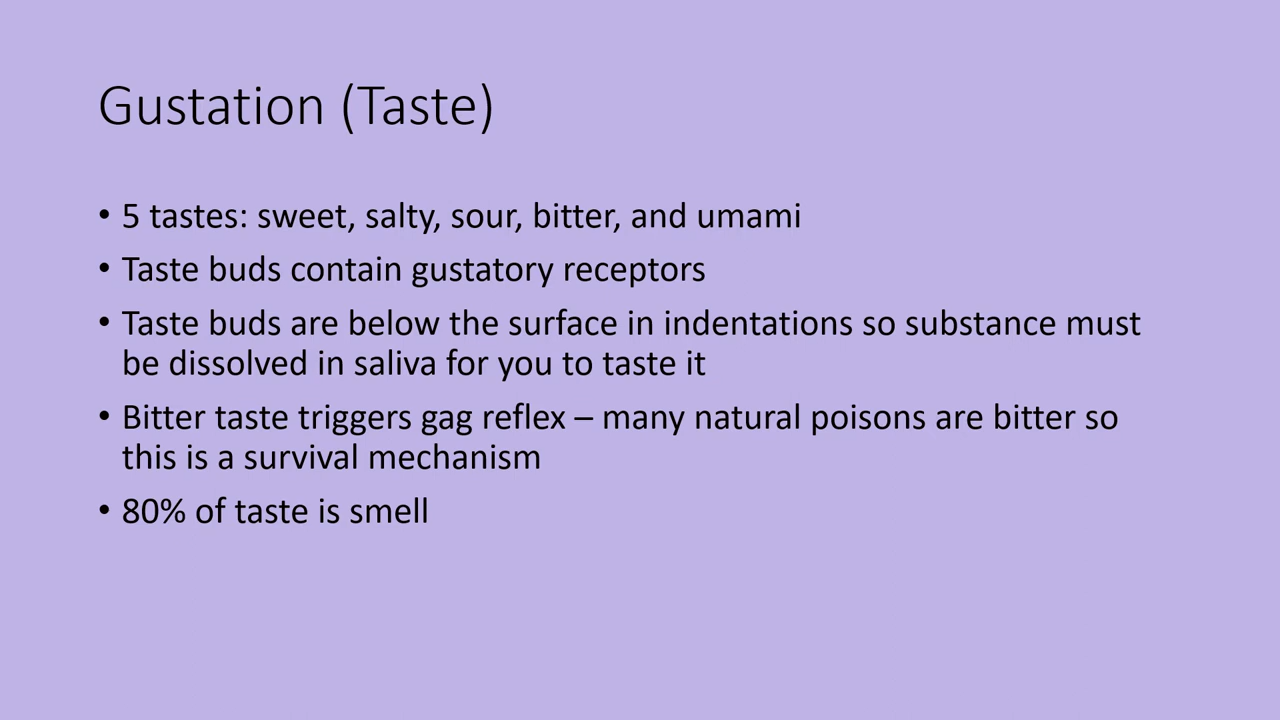 Gustation (Taste)
• 5 tastes: sweet, salty, sour, bitter, and umami
• Taste buds contain gustatory receptors
• Taste buds are below the surface in indentations so substance must
be dissolved in saliva for you to taste it
• Bitter taste triggers gag reflex – many natural poisons are bitter so
this is a survival mechanism
• 80% of taste is smell